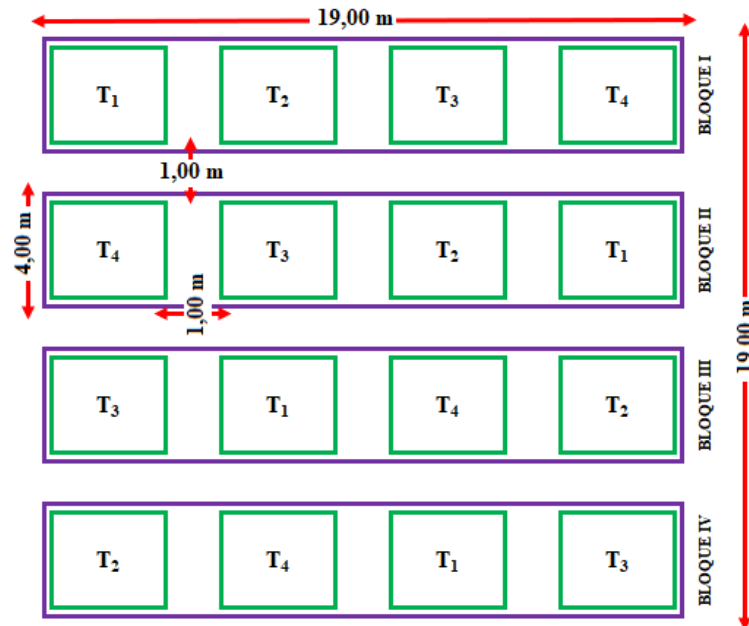 19,00 m
T₁ T₂ T₃ T₄
BLOQUE I
1,00 m
4,00 m
T₄ T₃ T₂ T₁
BLOQUE II
1,00 m
19,00 m
T₃ T₁ T₄ T₂
BLOQUE III
T₂ T₄ T₁ T₃
BLOQUE IV